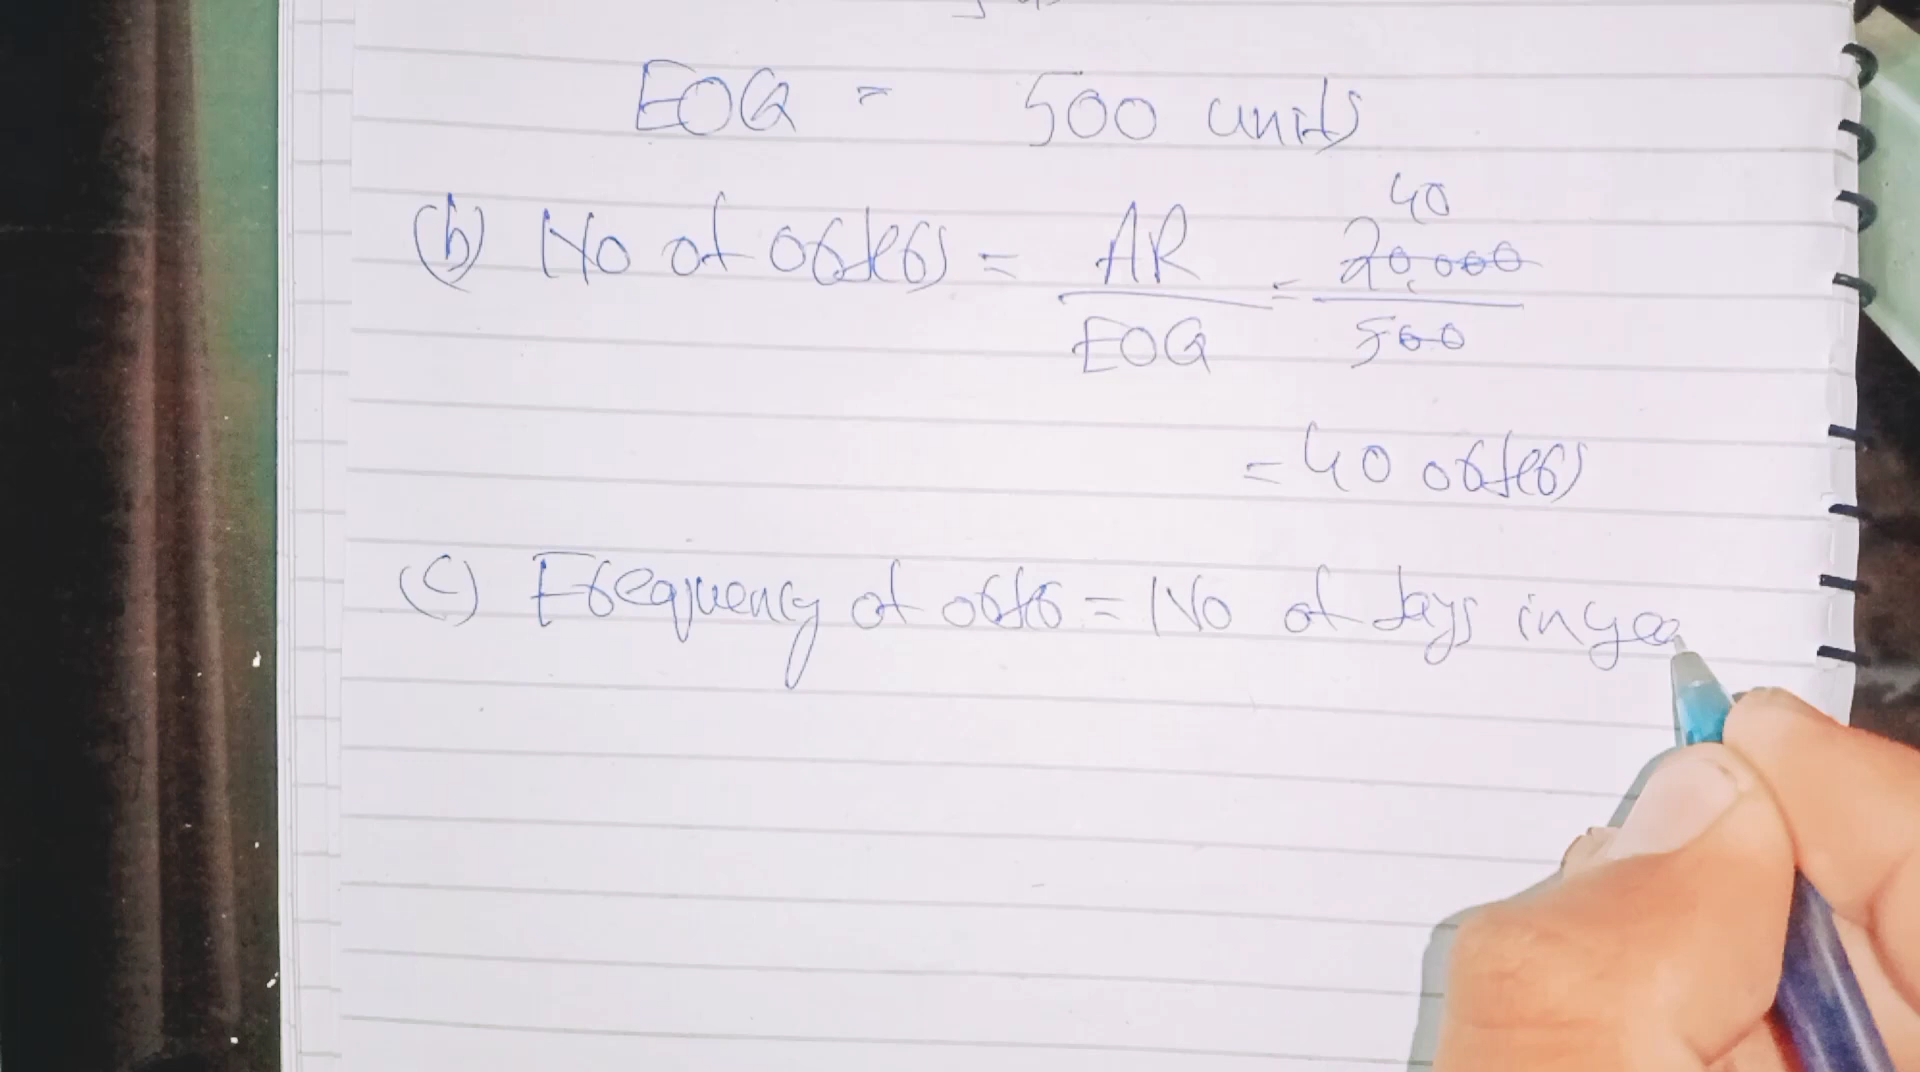 EOQ = 500 units
(b) No of orders = AR / EOQ = 20,000 / 500 40
= 40 orders
(c) Frequency of order = No of days in yea